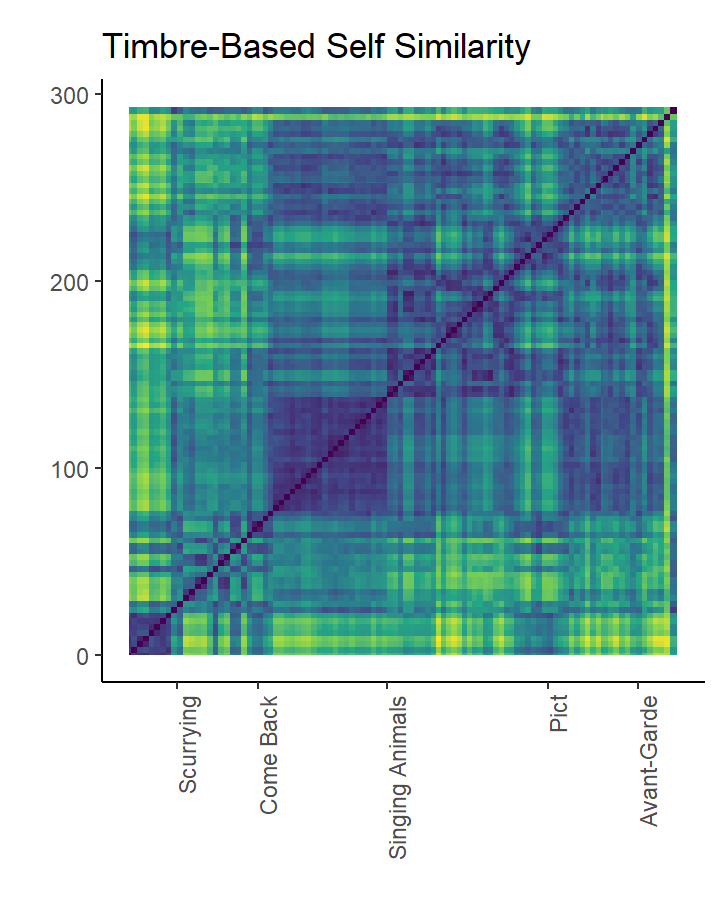 Timbre-Based Self Similarity
300
200
100
0
Scurrying
Come Back
Singing Animals
Pict
Avant-Garde